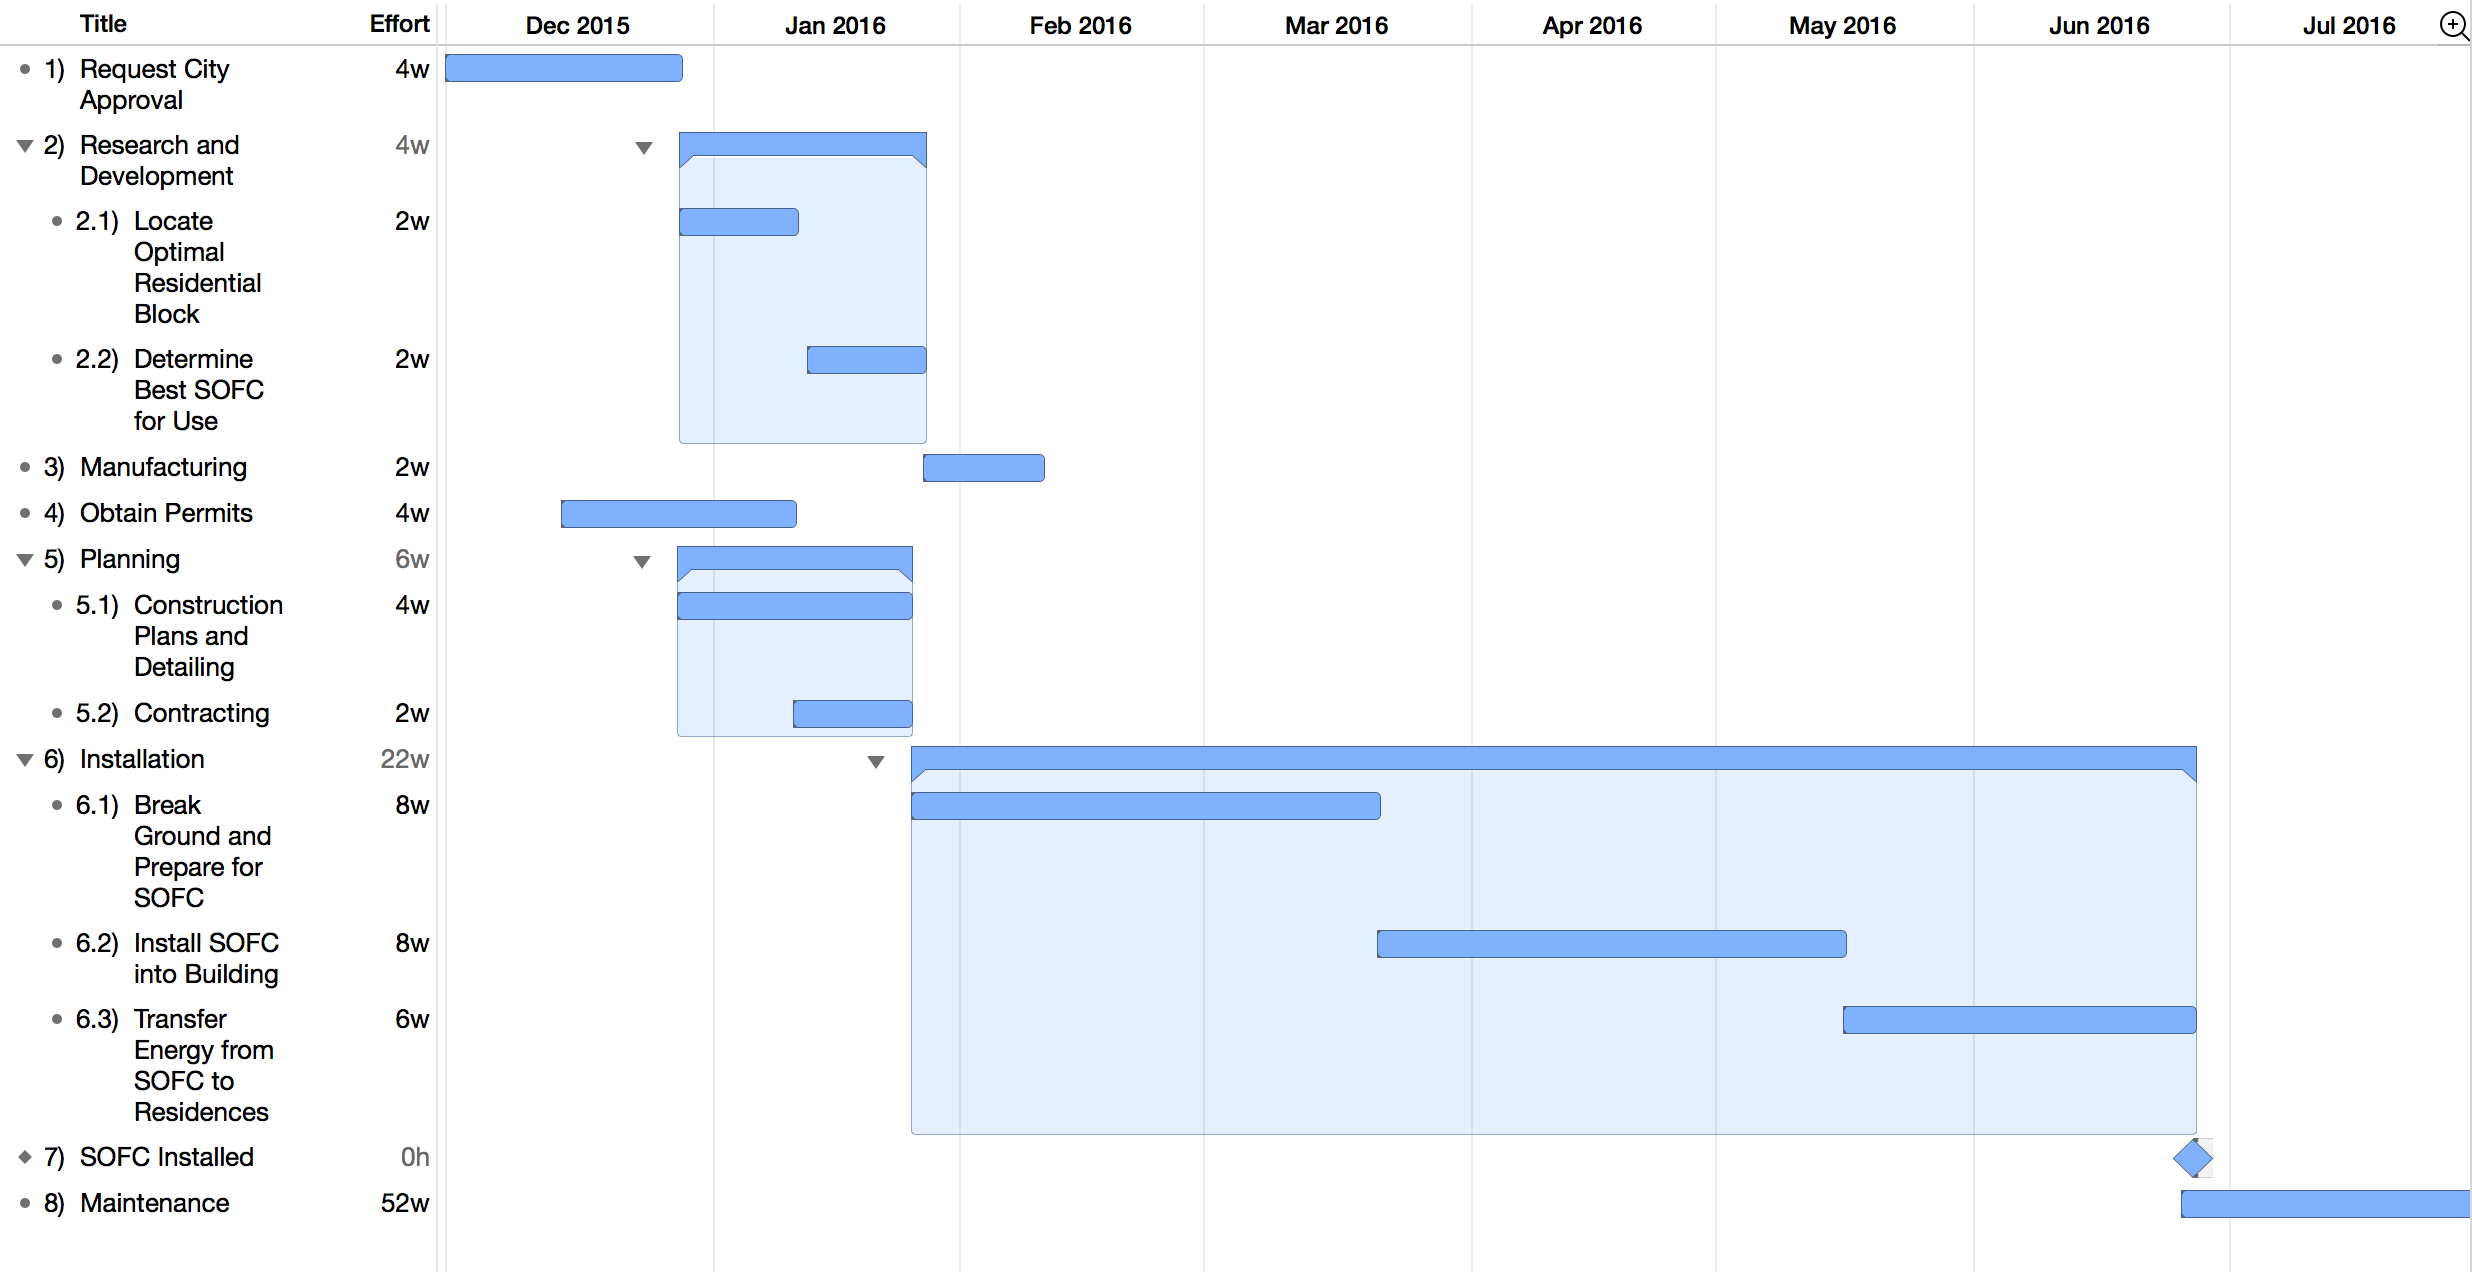 Title Effort Dec 2015 Jan 2016 Feb 2016 Mar 2016 Apr 2016 May 2016 Jun 2016 Jul 2016
1) Request City 4w
Approval
2) Research and 4w
Development
2.1) Locate 2w
Optimal
Residential
Block
2.2) Determine 2w
Best SOFC
for Use
3) Manufacturing 2w
4) Obtain Permits 4w
5) Planning 6w
5.1) Construction 4w
Plans and
Detailing
5.2) Contracting 2w
6) Installation 22w
6.1) Break 8w
Ground and
Prepare for
SOFC
6.2) Install SOFC 8w
into Building
6.3) Transfer 6w
Energy from
SOFC to
Residences
7) SOFC Installed 0h
8) Maintenance 52w